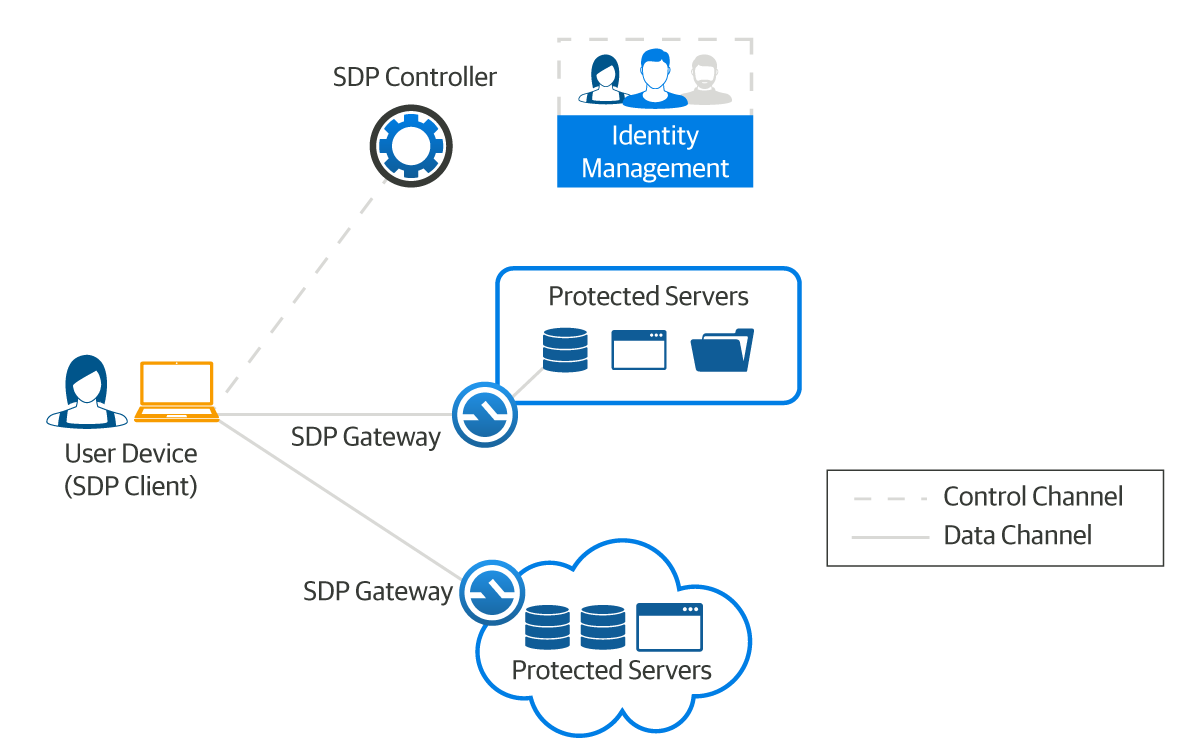 SDP Controller
Identity
Management
Protected Servers
SDP Gateway
User Device
(SDP Client)
Control Channel
Data Channel
SDP Gateway
Protected Servers